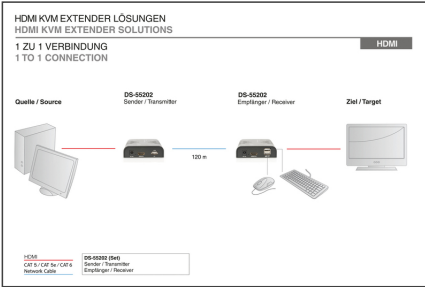 HDMI KVM EXTENDER LÖSUNGEN
HDMI KVM EXTENDER SOLUTIONS
1 ZU 1 VERBINDUNG
1 TO 1 CONNECTION
HDMI
Quelle / Source
DS-55202
Sender / Transmitter
DS-55202
Empfänger / Receiver
Ziel / Target
120 m
HDMI
CAT 5 / CAT 5e / CAT 6
Network Cable
DS-55202 (Set)
Sender / Transmitter
Empfänger / Receiver